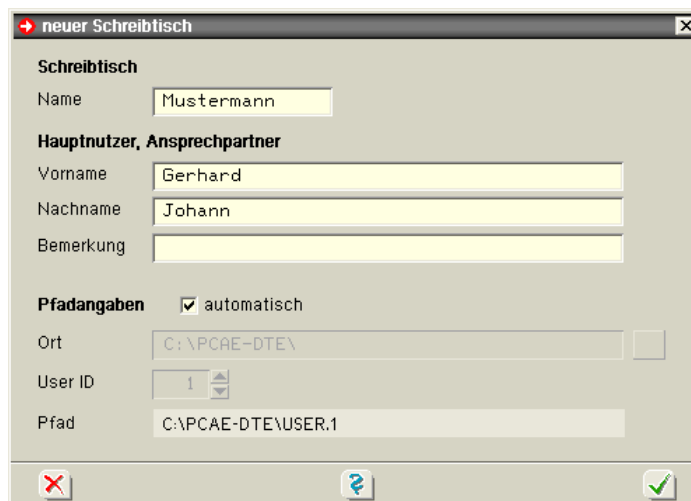 neuer Schreibtisch
Schreibtisch
Name Mustermann
Hauptnutzer, Ansprechpartner
Vorname Gerhard
Nachname Johann
Bemerkung
Pfadangaben automatisch
Ort C:\PCAE-DTE\
User ID 1
Pfad C:\PCAE-DTE\USER.1